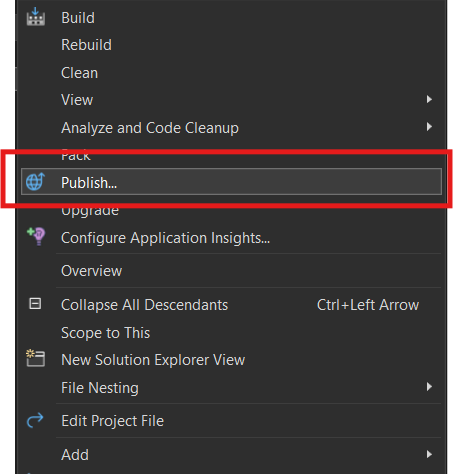 Build
Rebuild
Clean
View
Analyze and Code Cleanup
Pack
Publish...
Upgrade
Configure Application Insights...
Overview
Collapse All Descendants Ctrl+Left Arrow
Scope to This
New Solution Explorer View
File Nesting
Edit Project File
Add